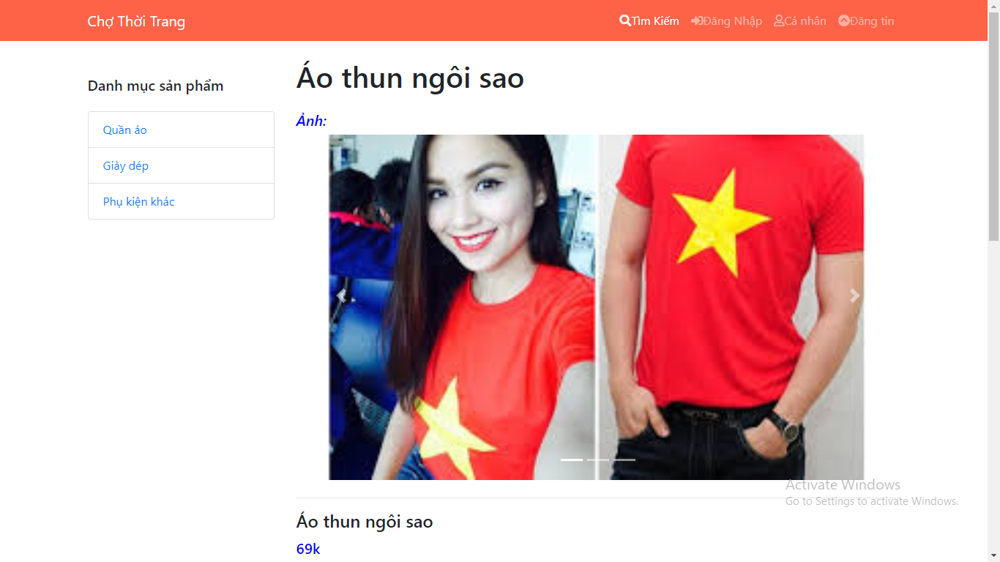 Chợ Thời Trang
Tìm Kiếm Đăng Nhập Cá nhân Đăng tin
Danh mục sản phẩm
Quần áo
Giày dép
Phụ kiện khác
Áo thun ngôi sao
Ảnh:
Áo thun ngôi sao
69k
Activate Windows
Go to Settings to activate Windows.